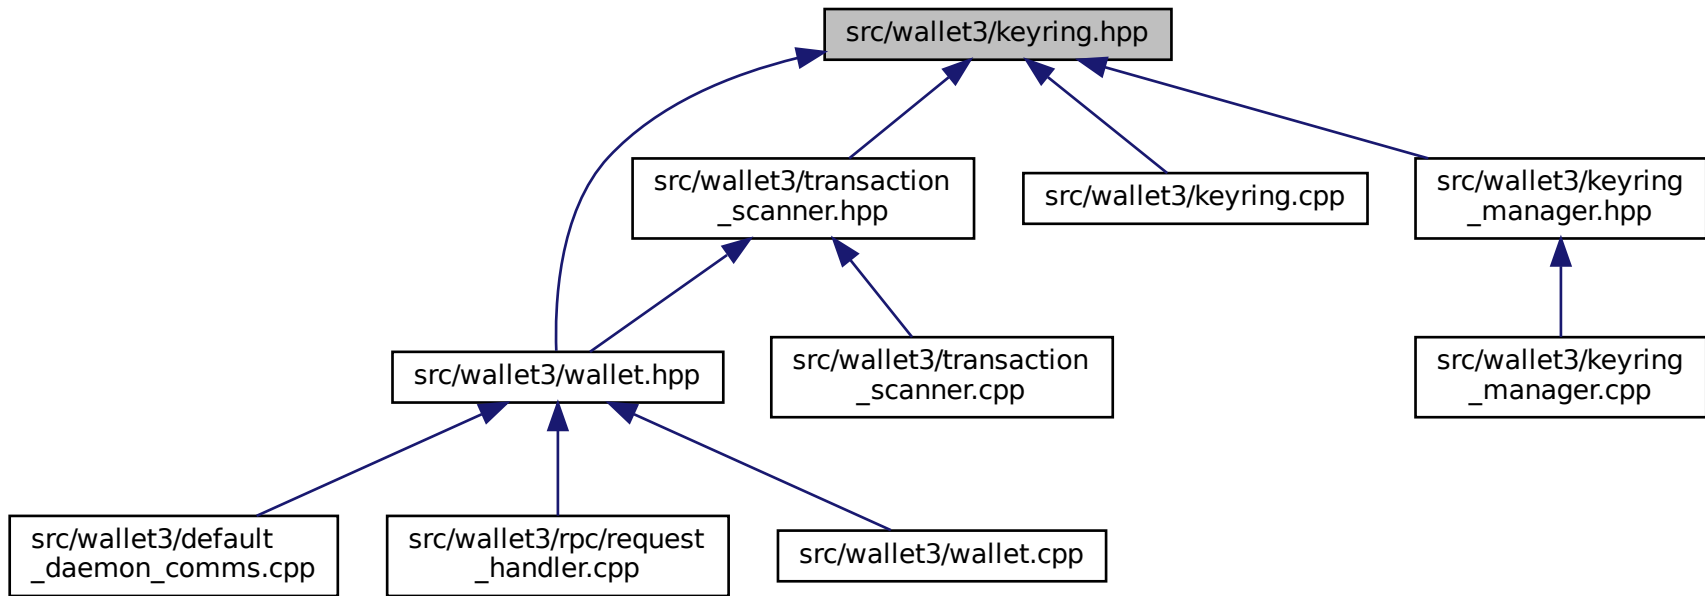 src/wallet3/keyring.hpp
src/wallet3/transaction
_scanner.hpp
src/wallet3/keyring.cpp
src/wallet3/keyring
_manager.hpp
src/wallet3/wallet.hpp
src/wallet3/transaction
_scanner.cpp
src/wallet3/keyring
_manager.cpp
src/wallet3/default
_daemon_comms.cpp
src/wallet3/rpc/request
_handler.cpp
src/wallet3/wallet.cpp